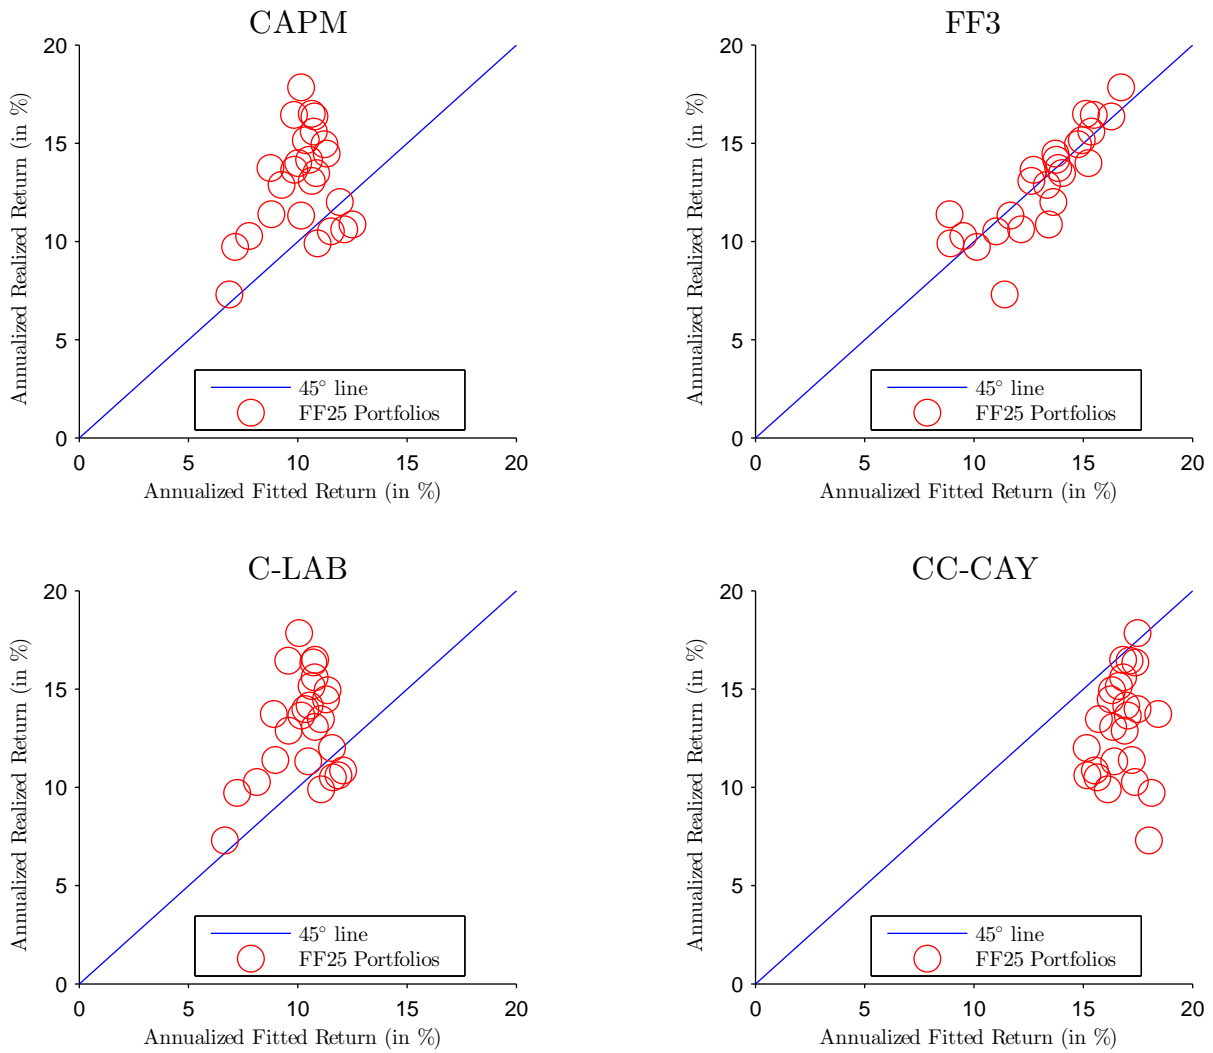 CAPM
20
15
10
5
0
Annualized Realized Return (in %)
45° line
FF25 Portfolios
0 5 10 15 20
Annualized Fitted Return (in %)
FF3
20
15
10
5
0
Annualized Realized Return (in %)
45° line
FF25 Portfolios
0 5 10 15 20
Annualized Fitted Return (in %)
C-LAB
20
15
10
5
0
Annualized Realized Return (in %)
45° line
FF25 Portfolios
0 5 10 15 20
Annualized Fitted Return (in %)
CC-CAY
20
15
10
5
0
Annualized Realized Return (in %)
45° line
FF25 Portfolios
0 5 10 15 20
Annualized Fitted Return (in %)